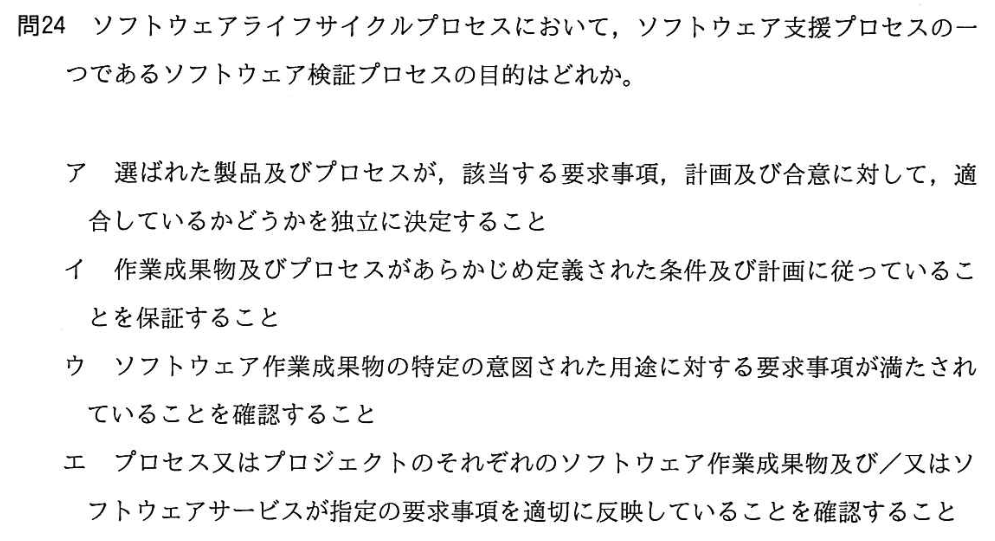 問24 ソフトウェアライフサイクルプロセスにおいて，ソフトウェア支援プロセスの一
つであるソフトウェア検証プロセスの目的はどれか。
ア 選ばれた製品及びプロセスが，該当する要求事項，計画及び合意に対して，適
合しているかどうかを独立に決定すること
イ 作業成果物及びプロセスがあらかじめ定義された条件及び計画に従っているこ
とを保証すること
ウ ソフトウェア作業成果物の特定の意図された用途に対する要求事項が満たされ
ていることを確認すること
エ プロセス又はプロジェクトのそれぞれのソフトウェア作業成果物及び／又はソ
フトウェアサービスが指定の要求事項を適切に反映していることを確認すること